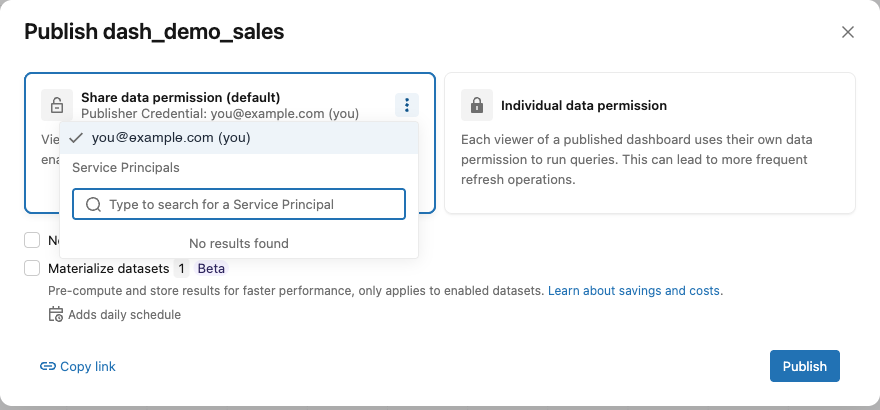 Publish dash_demo_sales
Share data permission (default)
Publisher Credential: you@example.com (you)
you@example.com (you)
Service Principals
Type to search for a Service Principal
No results found
Individual data permission
Each viewer of a published dashboard uses their own data
permission to run queries. This can lead to more frequent
refresh operations.
Materialize datasets 1 Beta
Pre-compute and store results for faster performance, only applies to enabled datasets. Learn about savings and costs.
Adds daily schedule
Copy link
Publish